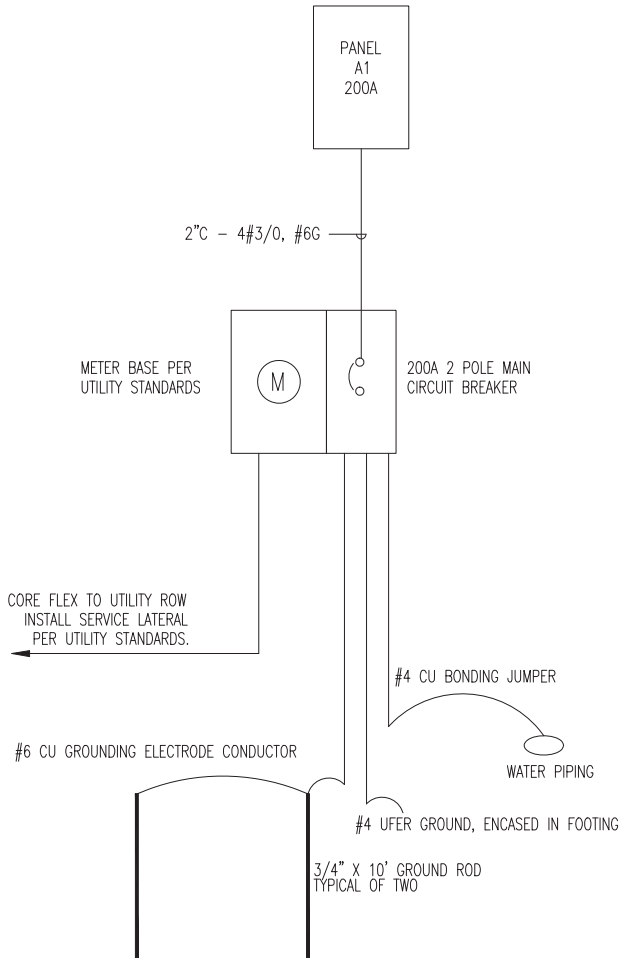 PANEL
A1
200A
2"C - 4#3/0, #6G
METER BASE PER
UTILITY STANDARDS
M
200A 2 POLE MAIN
CIRCUIT BREAKER
CORE FLEX TO UTILITY ROW
INSTALL SERVICE LATERAL
PER UTILITY STANDARDS.
#4 CU BONDING JUMPER
#6 CU GROUNDING ELECTRODE CONDUCTOR
WATER PIPING
#4 UFER GROUND, ENCASED IN FOOTING
3/4" X 10' GROUND ROD
TYPICAL OF TWO